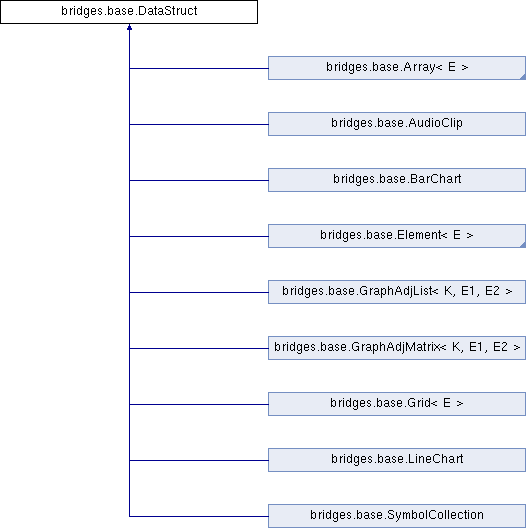 bridges.base.DataStruct
bridges.base.Array< E >
bridges.base.AudioClip
bridges.base.BarChart
bridges.base.Element< E >
bridges.base.GraphAdjList< K, E1, E2 >
bridges.base.GraphAdjMatrix< K, E1, E2 >
bridges.base.Grid< E >
bridges.base.LineChart
bridges.base.SymbolCollection